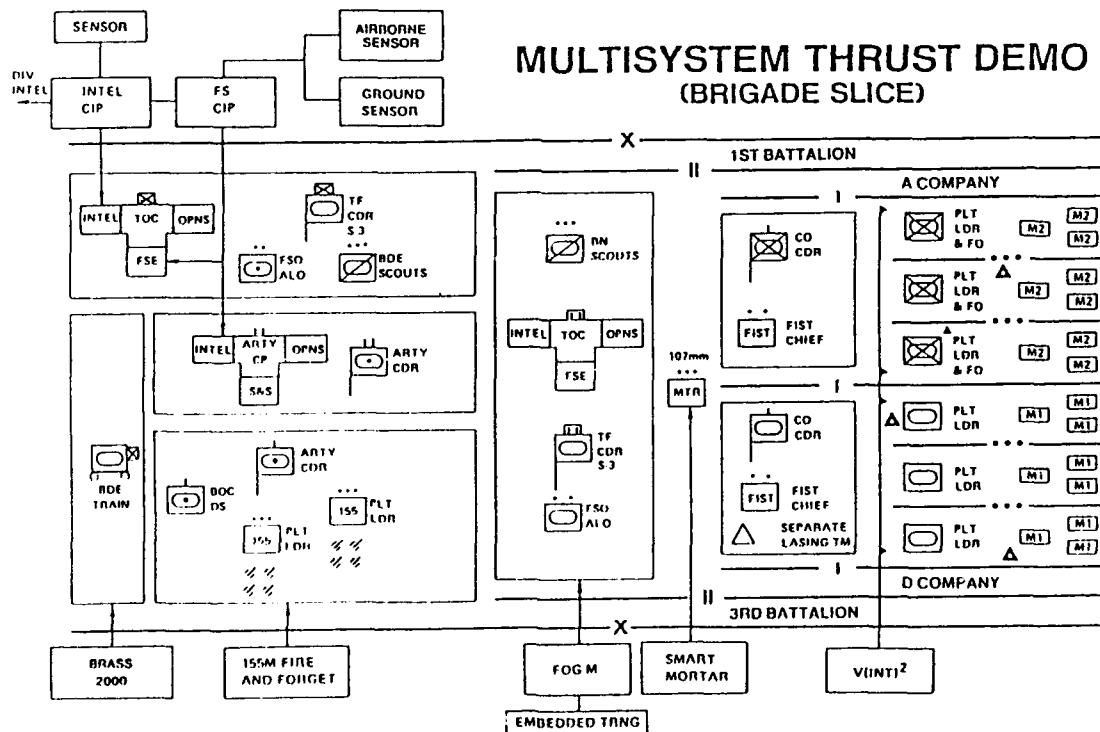 MULTISYSTEM THRUST DEMO
(BRIGADE SLICE)
SENSOR
AIRBORNE
SENSOR
DIV
INTEL
INTEL
CIP
FS
CIP
GROUND
SENSOR
X
1ST BATTALION
II
A COMPANY
I
INTEL
TOC
OPNS
FSE
TF
CDR
S-3
FSO
ALO
BDE
SCOUTS
INTEL
ARTY
CP
OPNS
S&S
ARTY
CDR
BDE
TRAIN
ARTY
CDR
BOC
DS
155
PLT
LDR
155
PLT
LDR
BN
SCOUTS
INTEL
TOC
OPNS
FSE
TF
CDR
S-3
FSO
ALO
107mm
MTR
CO
CDR
FIST
FIST
CHIEF
I
CO
CDR
FIST
FIST
CHIEF
SEPARATE
LASING TM
PLT
LDR
& FO
M2
M2
M2
PLT
LDR
& FO
M2
M2
M2
PLT
LDR
& FO
M2
M2
M2
PLT
LDR
M1
M1
M1
PLT
LDR
M1
M1
M1
PLT
LDR
M1
M1
M1
I
D COMPANY
II
3RD BATTALION
X
BRASS
2000
155M FIRE
AND FORGET
FOG M
EMBEDDED TRNG
SMART
MORTAR
V(INT)²